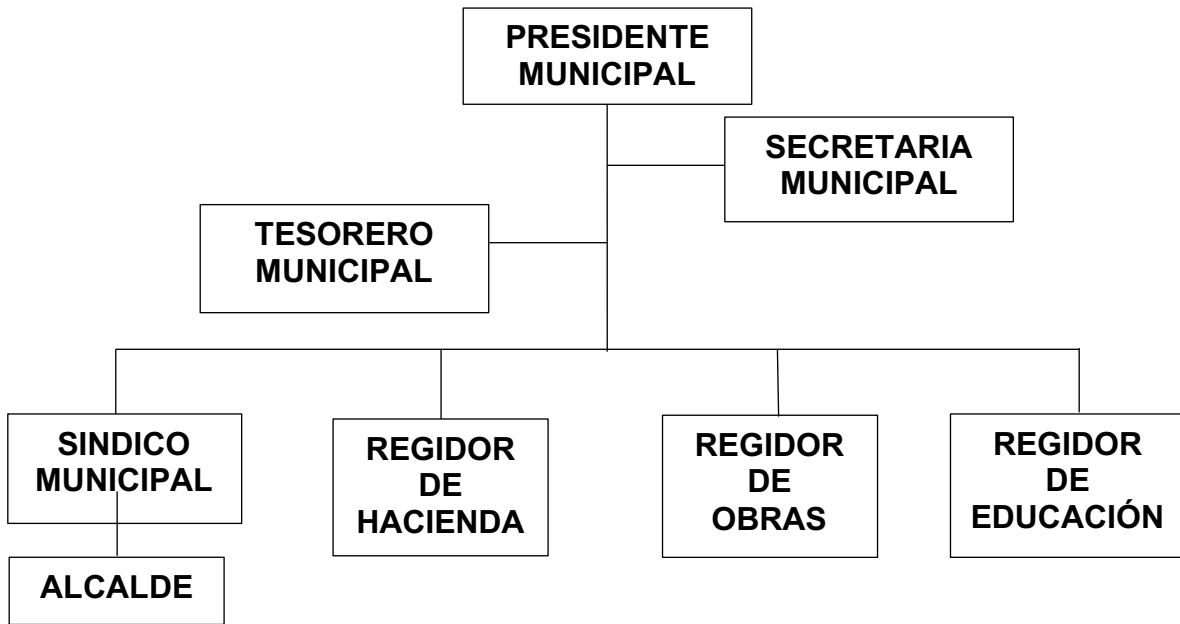 PRESIDENTE
MUNICIPAL
SECRETARIA
MUNICIPAL
TESORERO
MUNICIPAL
SINDICO
MUNICIPAL
REGIDOR
DE
HACIENDA
REGIDOR
DE
OBRAS
REGIDOR
DE
EDUCACIÓN
ALCALDE